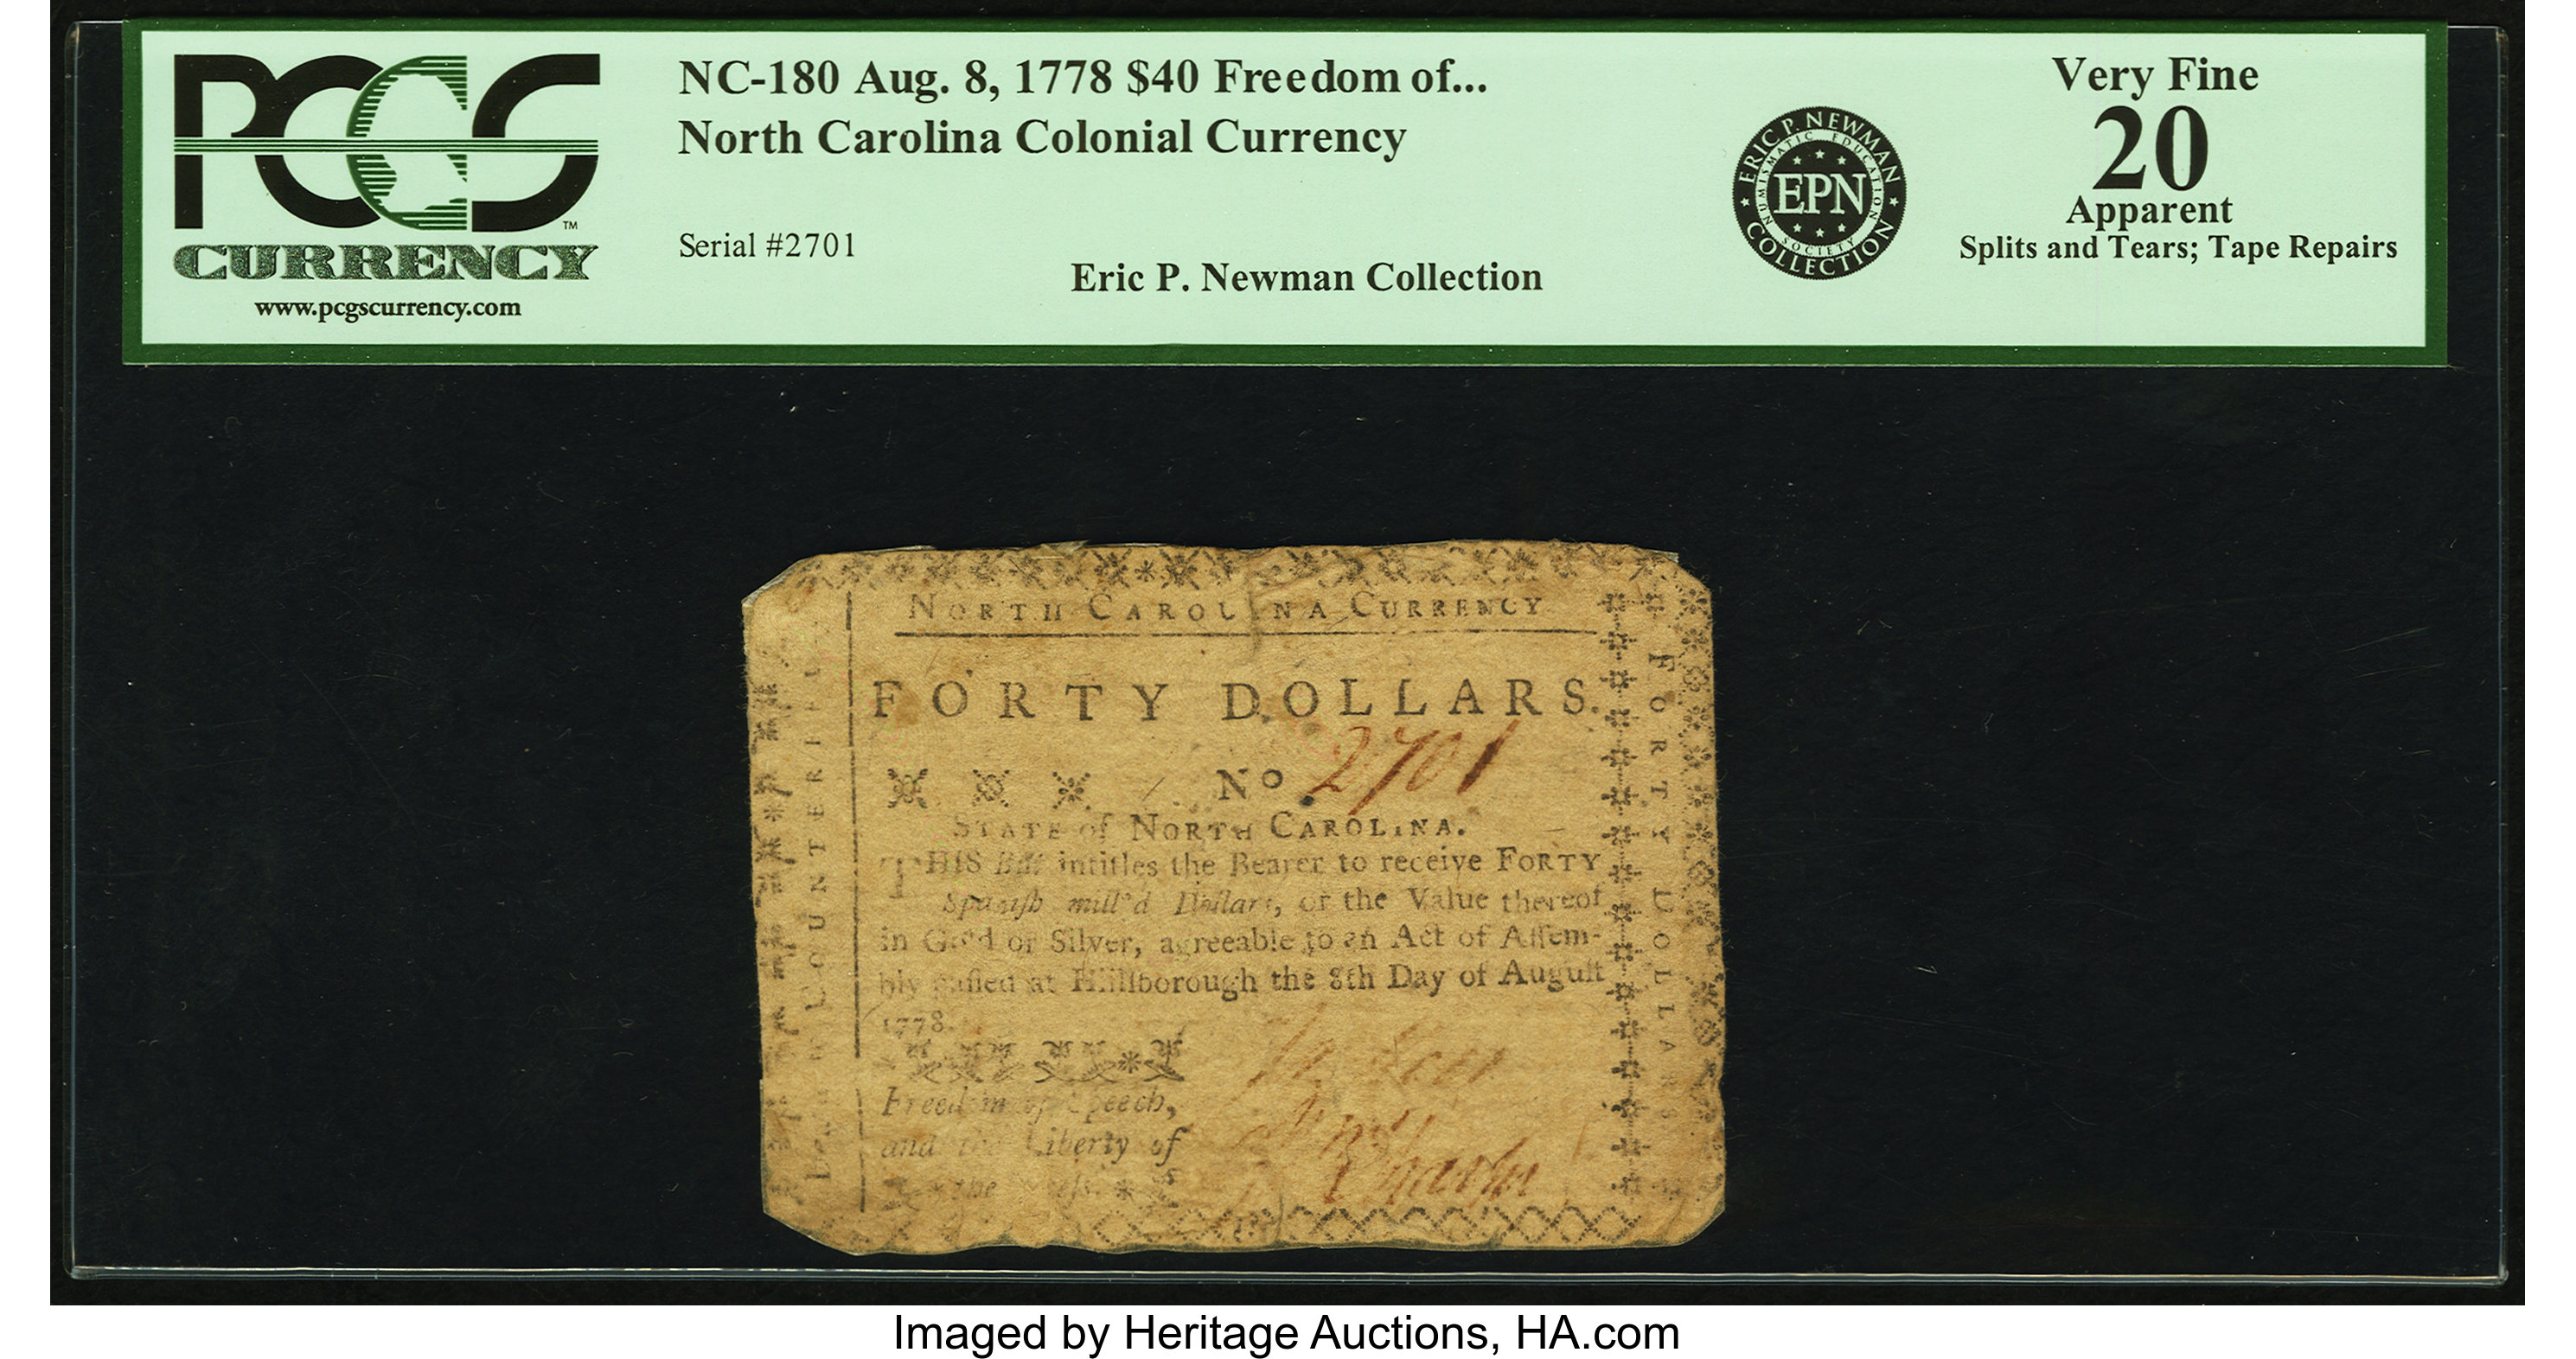 PCGS
CURRENCY
www.pcgscurrency.com
NC-180 Aug. 8, 1778 $40 Freedom of...
North Carolina Colonial Currency
Serial #2701
Eric P. Newman Collection
ERIC P. NEWMAN
NUMISMATIC EDUCATION
EPN
SOCIETY
COLLECTION
Very Fine
20
Apparent
Splits and Tears; Tape Repairs
NORTH CAROLINA CURRENCY
FORTY DOLLARS.
No. 2701
STATE of NORTH CAROLINA.
THIS Bill intitles the Bearer to receive FORTY
Spaniſh mill'd Dollars, or the Value thereof
in Gold or Silver, agreeable to an Act of Aſſem-
bly paſſed at Hillſborough the 8th Day of Auguſt
1778.
Freedom of Speech,
and the Liberty of
the Preſs.
FORTY DOLLARS
COUNTERFEIT
Imaged by Heritage Auctions, HA.com